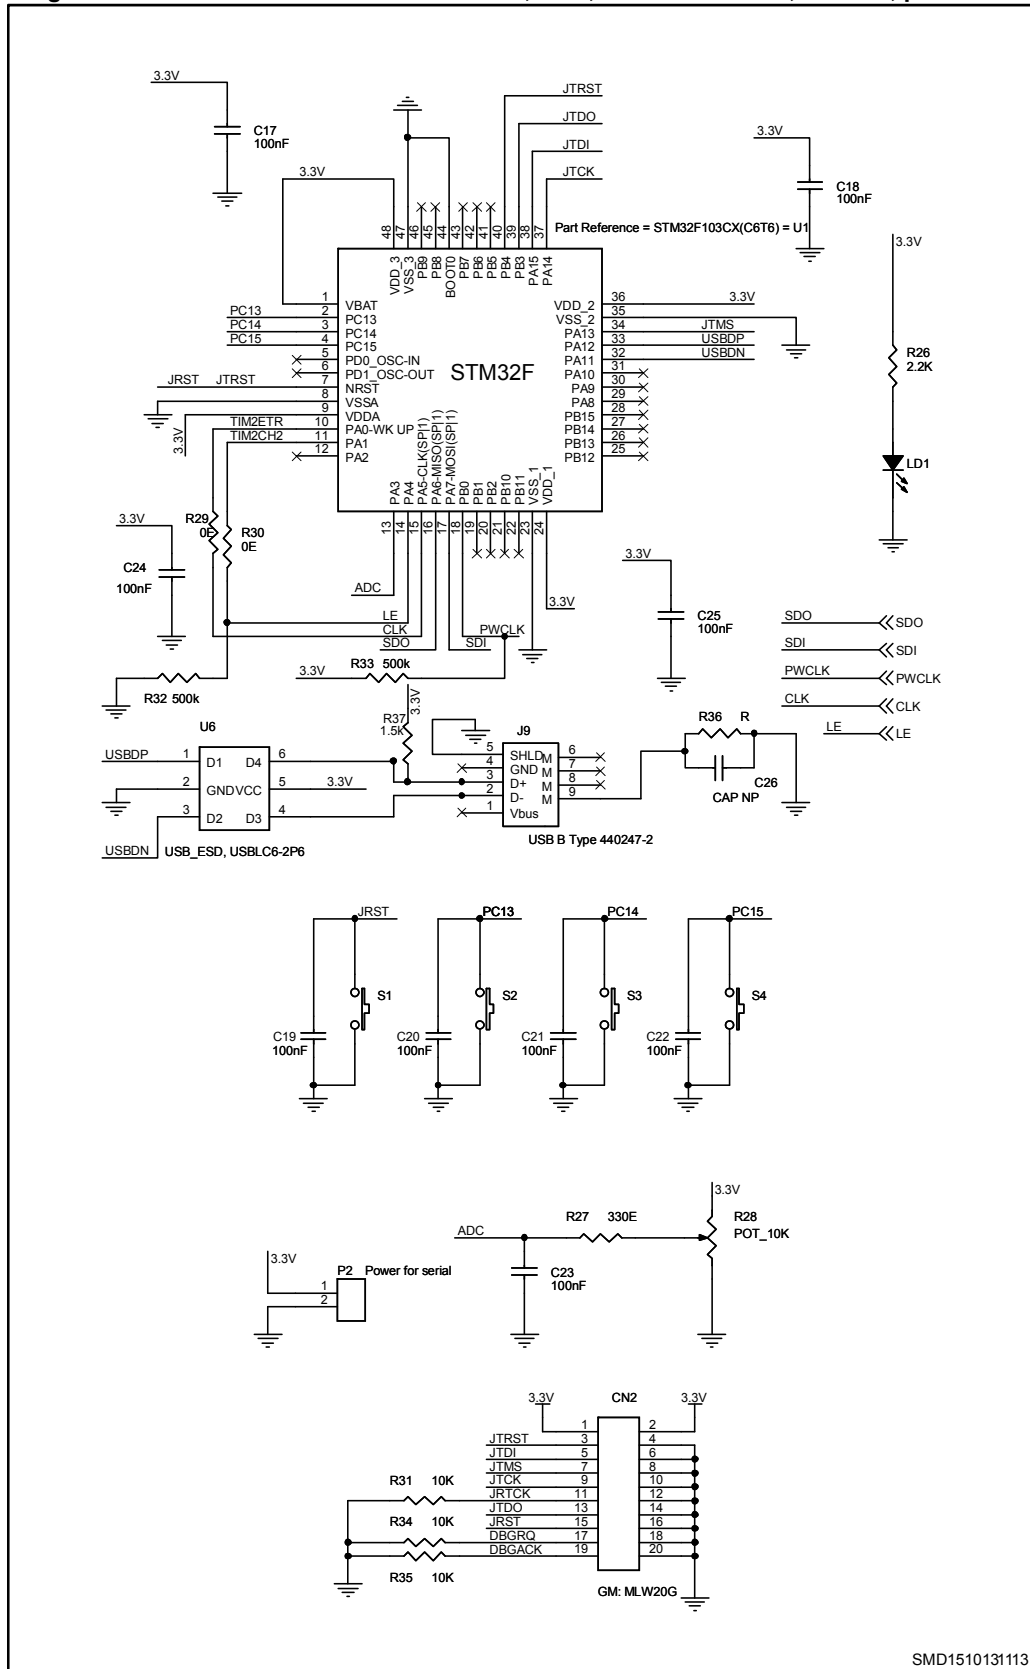 3.3V
C17
100nF
JTRST
JTDO
JTDI
JTCK
3.3V
3.3V
C18
100nF
Part Reference = STM32F103CX(C6T6) = U1
48
47
46
45
44
43
42
41
40
39
38
37
VDD_3
VSS_3
PB9
PB8
BOOT0
PB7
PB6
PB5
PB4
PB3
PA15
PA14
STM32F
PC13
PC14
PC15
JRST JTRST
TIM2ETR
TIM2CH2
3.3V
1 VBAT
2 PC13
3 PC14
4 PC15
5 PD0_OSC-IN
6 PD1_OSC-OUT
7 NRST
8 VSSA
9 VDDA
10 PA0-WK UP
11 PA1
12 PA2
VDD_2 36 3.3V
VSS_2 35
PA13 34 JTMS
PA12 33 USBDP
PA11 32 USBDN
PA10 31
PA9 30
PA8 29
PB15 28
PB14 27
PB13 26
PB12 25
PA3
PA4
PA5-CLK(SP|1)
PA6-MISO(SP|1)
PA7-MOSI(SP|1)
PB0
PB1
PB2
PB10
PB11
VSS_1
VDD_1
13
14
15
16
17
18
19
20
21
22
23
24
3.3V
R26
2.2K
LD1
3.3V
C24
100nF
R29
0E
R30
0E
ADC
LE
CLK
SDO
SDI
PWCLK
3.3V
3.3V
C25
100nF
SDO SDO
SDI SDI
PWCLK PWCLK
CLK CLK
LE LE
R32 500k
3.3V
R33 500k
3.3V
R37
1.5k
U6
USBDP 1 D1 D4 6
2 GND VCC 5 3.3V
3 D2 D3 4
USBDN
USB_ESD, USBLC6-2P6
J9
5 SHLD M 6
4 GND M 7
3 D+ M 8
2 D- M 9
1 Vbus
USB B Type 440247-2
R36 R
C26
CAP NP
JRST
PC13
PC14
PC15
S1
S2
S3
S4
C19
100nF
C20
100nF
C21
100nF
C22
100nF
3.3V
ADC
R27 330E
R28
POT_10K
C23
100nF
3.3V
P2 Power for serial
1
2
3.3V
CN2
3.3V
1 2
JTRST 3 4
JTDI 5 6
JTMS 7 8
JTCK 9 10
R31 10K JRTCK 11 12
JTDO 13 14
R34 10K JRST 15 16
DBGRQ 17 18
DBGACK 19 20
R35 10K
GM: MLW20G
SMD1510131113